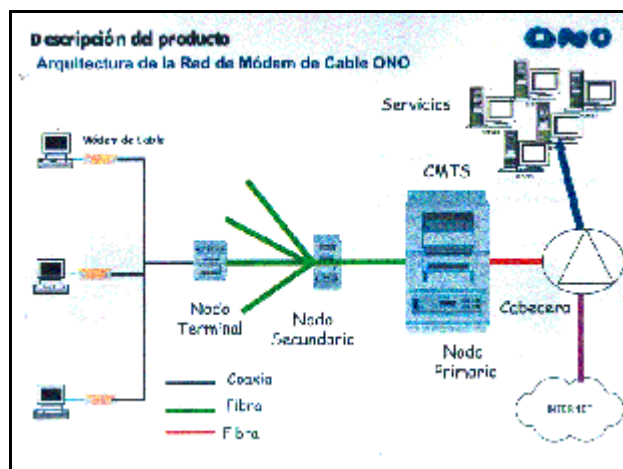 Descripción del producto
ONO
Arquitectura de la Red de Módem de Cable ONO
Servicios
Módem de Cable
CMTS
Nodo
Terminal
Nodo
Secundario
Cabecera
Nodo
Primario
Coaxia
Fibra
Fibra
INTERNET